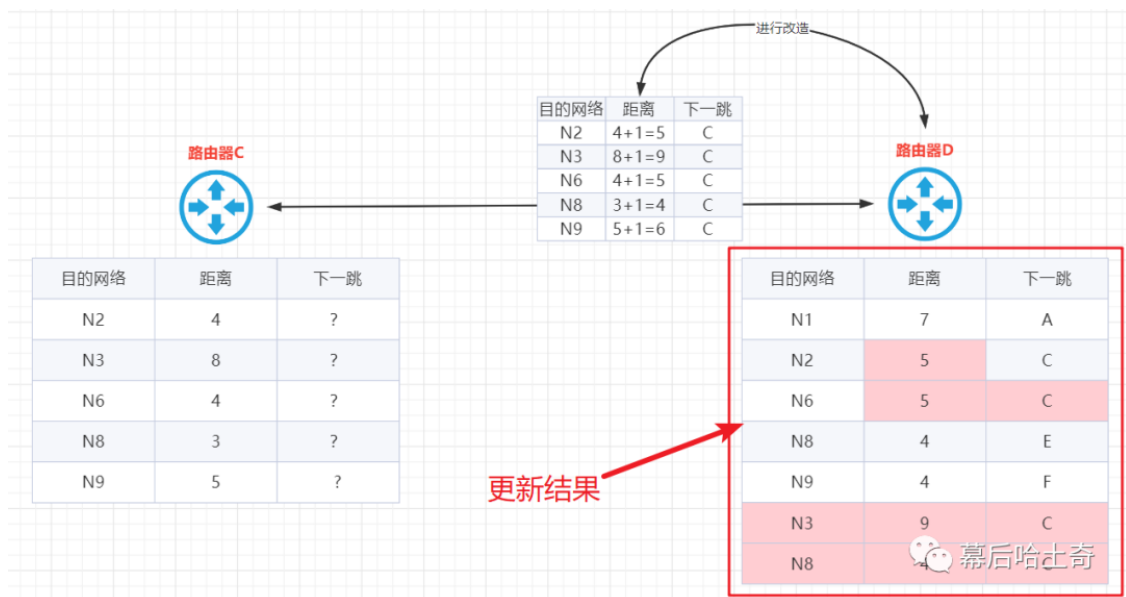 进行改造
目的网络 距离 下一跳
N2 4+1=5 C
N3 8+1=9 C
N6 4+1=5 C
N8 3+1=4 C
N9 5+1=6 C
路由器C
路由器D
目的网络 距离 下一跳
N2 4 ?
N3 8 ?
N6 4 ?
N8 3 ?
N9 5 ?
更新结果
目的网络 距离 下一跳
N1 7 A
N2 5 C
N6 5 C
N8 4 E
N9 4 F
N3 9 C
N8 4 C
幕后哈土奇